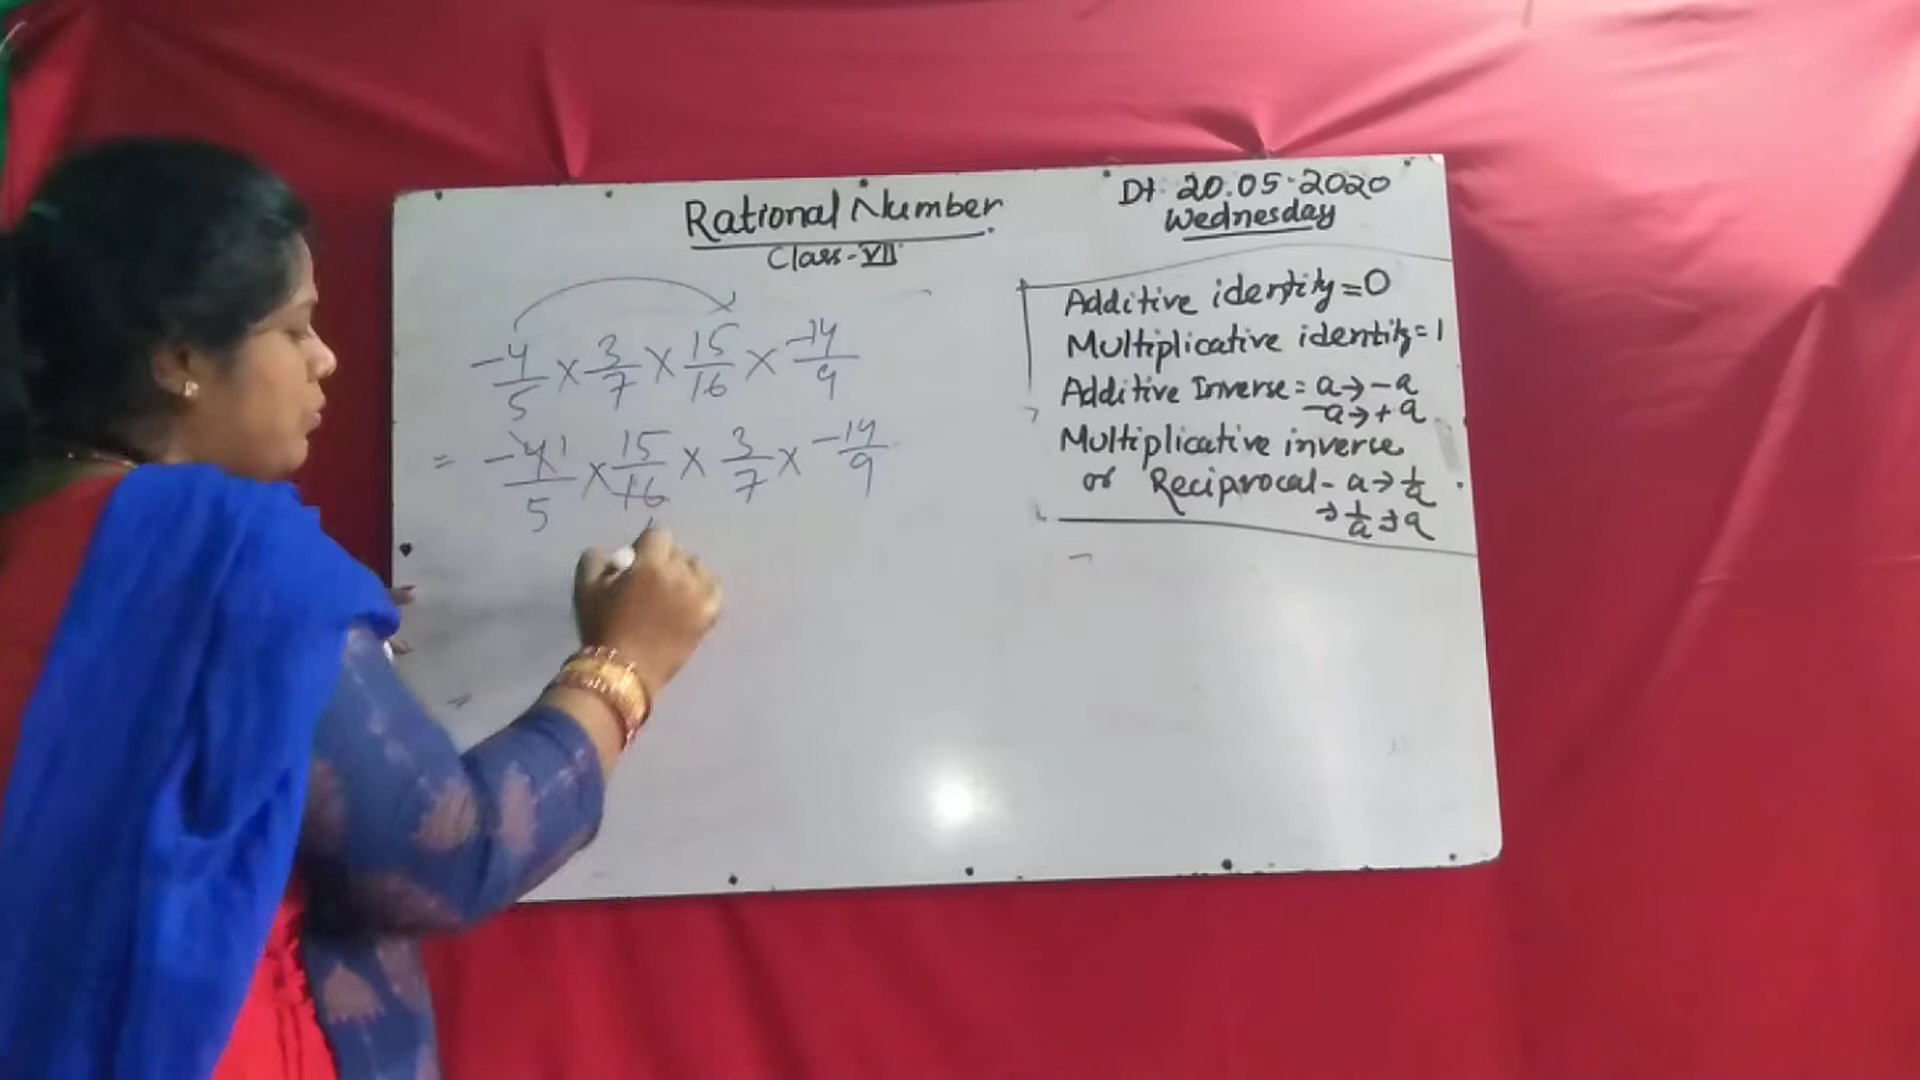 Rational Number
Class-VII
Dt: 20.05.2020
Wednesday
-4/5 × 3/7 × 15/16 × -14/9
= -4 1/5 × 15/16 × 3/7 × -14/9
Additive identity=0
Multiplicative identity=1
Additive Inverse= a→-a
-a→+a
Multiplicative inverse
or Reciprocal- a→1/a
→1/a→a